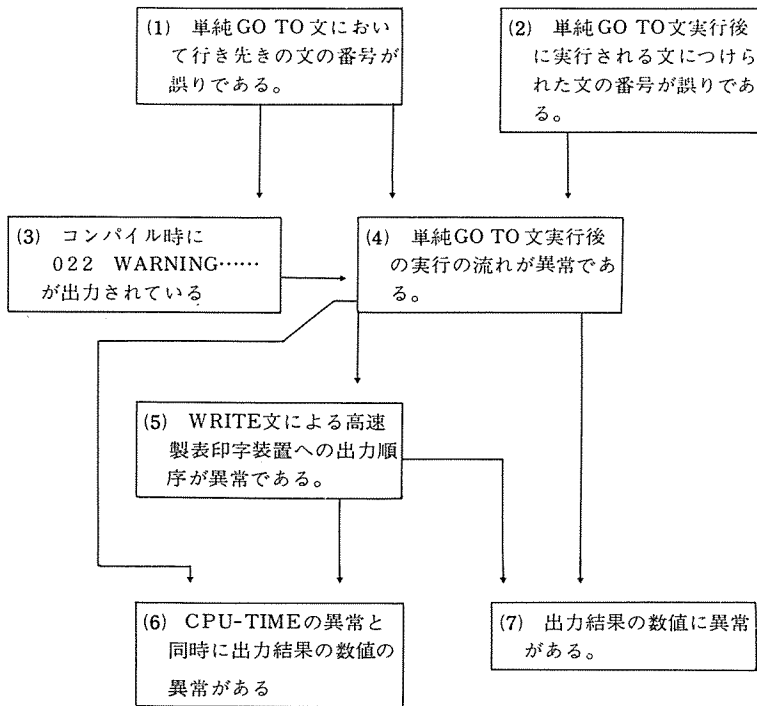 (1) 単純GO TO文におい
て行き先きの文の番号が
誤りである。
(2) 単純GO TO文実行後
に実行される文につけら
れた文の番号が誤りであ
る。
(3) コンパイル時に
022 WARNING……
が出力されている
(4) 単純GO TO文実行後
の実行の流れが異常であ
る。
(5) WRITE文による高速
製表印字装置への出力順
序が異常である。
(6) CPU-TIMEの異常と
同時に出力結果の数値の
異常がある
(7) 出力結果の数値に異常
がある。